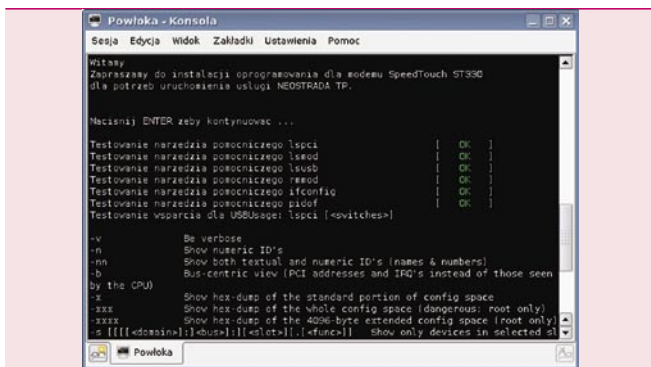 Powłoka - Konsola
Sesja Edycja Widok Zakładki Ustawienia Pomoc
Witamy
Zapraszamy do instalacji oprogramowania dla modemu SpeedTouch ST330
dla potrzeb uruchomienia uslugi NEOSTRADA TP.
Nacisnij ENTER zeby kontynuowac ...
Testowanie narzedzia pomocniczego lspci [ OK ]
Testowanie narzedzia pomocniczego lsmod [ OK ]
Testowanie narzedzia pomocniczego lsusb [ OK ]
Testowanie narzedzia pomocniczego rmmod [ OK ]
Testowanie narzedzia pomocniczego ifconfig [ OK ]
Testowanie narzedzia pomocniczego pidof [ OK ]
Testowanie wsparcia dla USBUsage: lspci [<switches>]
-v Be verbose
-n Show numeric ID's
-nn Show both textual and numeric ID's (names & numbers)
-b Bus-centric view (PCI addresses and IRQ's instead of those seen
by the CPU)
-x Show hex-dump of the standard portion of config space
-xxx Show hex-dump of the whole config space (dangerous; root only)
-xxxx Show hex-dump of the 4096-byte extended config space (root only)
-s [[[[<domain>]:]<bus>]:][<slot>][.[<func>]] Show only devices in selected sl
Powłoka